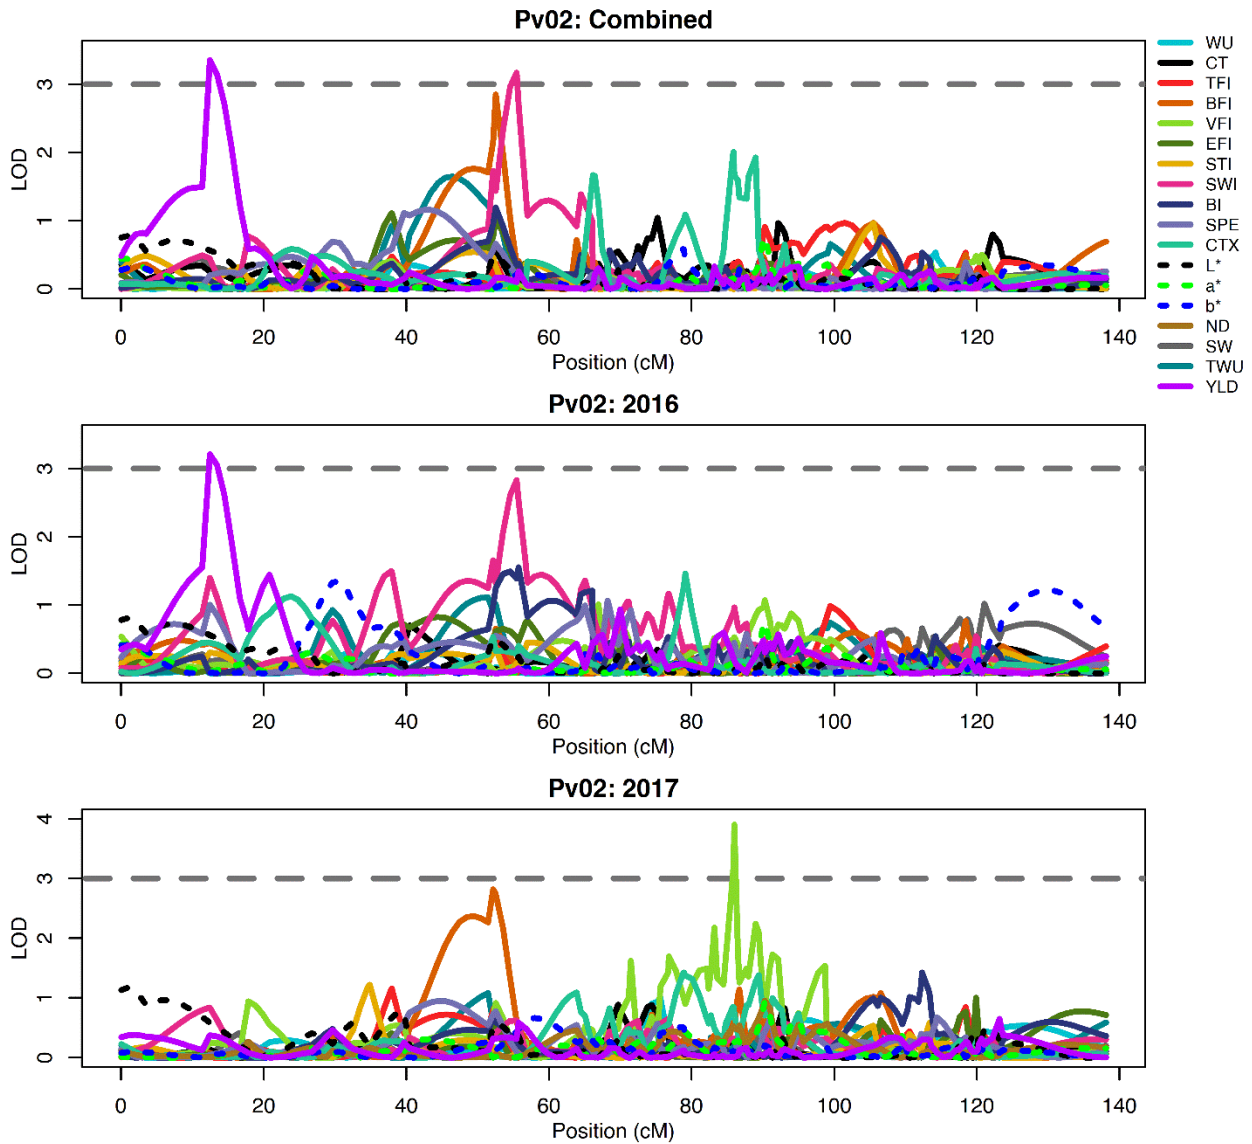 Pv02: Combined
LOD
3
2
1
0
0 20 40 60 80 100 120 140
Position (cM)
WU
CT
TFI
BFI
VFI
EFI
STI
SWI
BI
SPE
CTX
L*
a*
b*
ND
SW
TWU
YLD
Pv02: 2016
LOD
3
2
1
0
0 20 40 60 80 100 120 140
Position (cM)
Pv02: 2017
LOD
4
3
2
1
0
0 20 40 60 80 100 120 140
Position (cM)